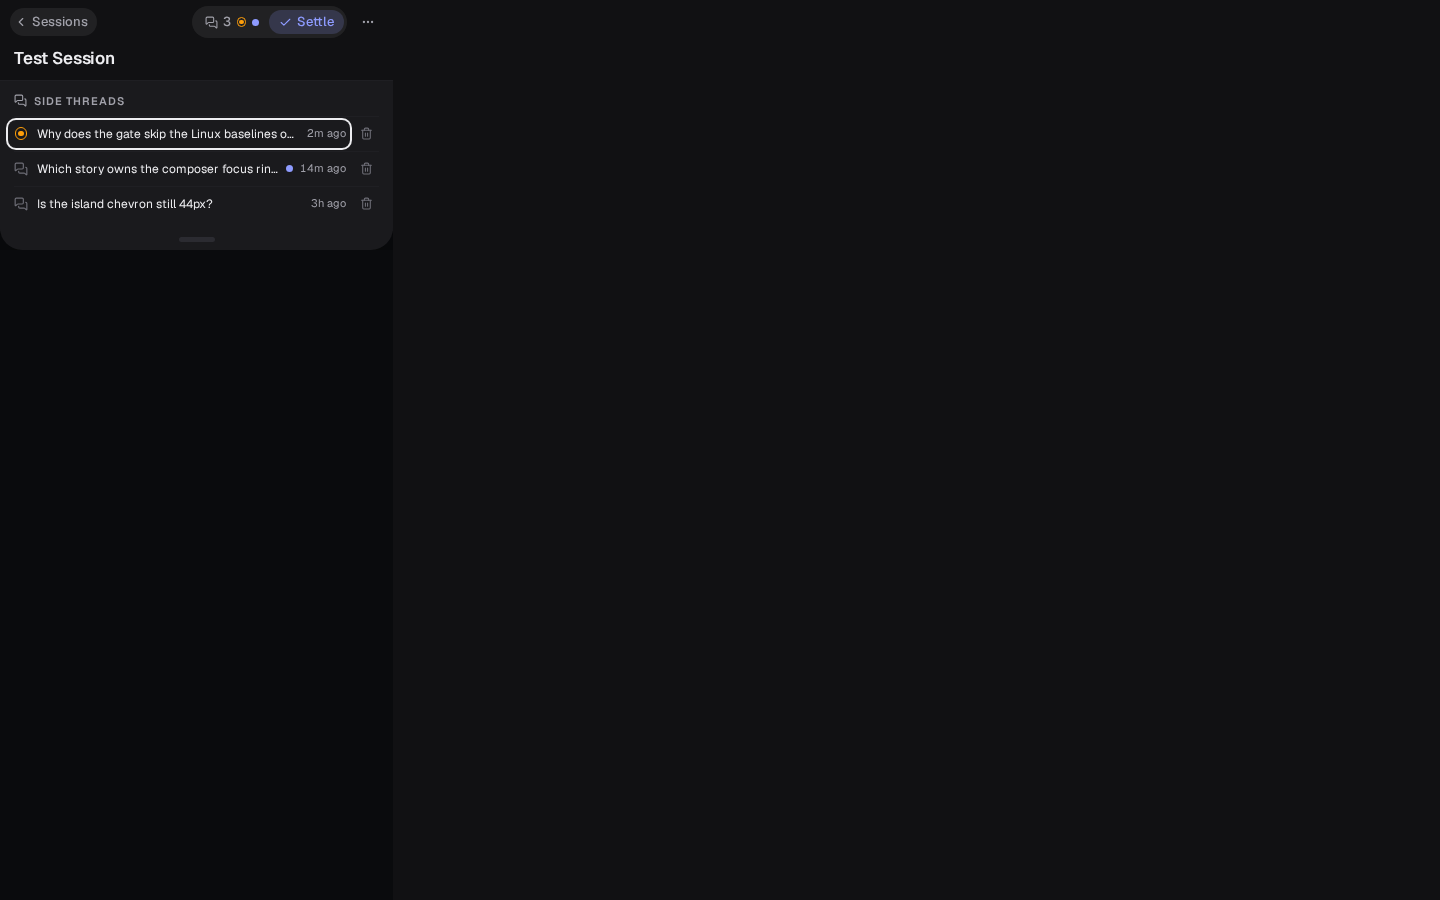 Sessions
3
Settle
Test Session
SIDE THREADS
Why does the gate skip the Linux baselines o… 2m ago
Which story owns the composer focus rin… 14m ago
Is the island chevron still 44px? 3h ago